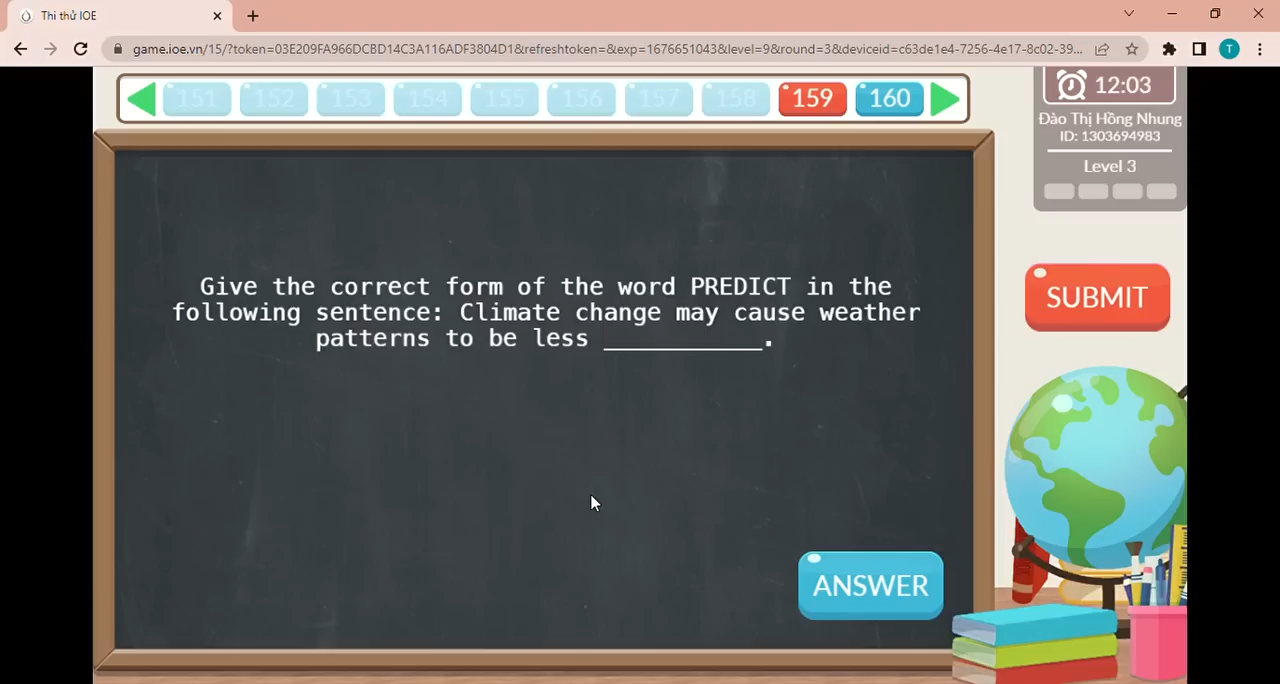 Thi thử IOE
game.ioe.vn/15/?token=03E209FA966DCBD14C3A116ADF3804D1&refreshtoken=&exp=1676651043&level=9&round=3&deviceid=c63de1e4-7256-4e17-8c02-39...
T
151 152 153 154 155 156 157 158 159 160
12:03
Đào Thị Hồng Nhung
ID: 1303694983
Level 3
Give the correct form of the word PREDICT in the
following sentence: Climate change may cause weather
patterns to be less ___________.
SUBMIT
ANSWER